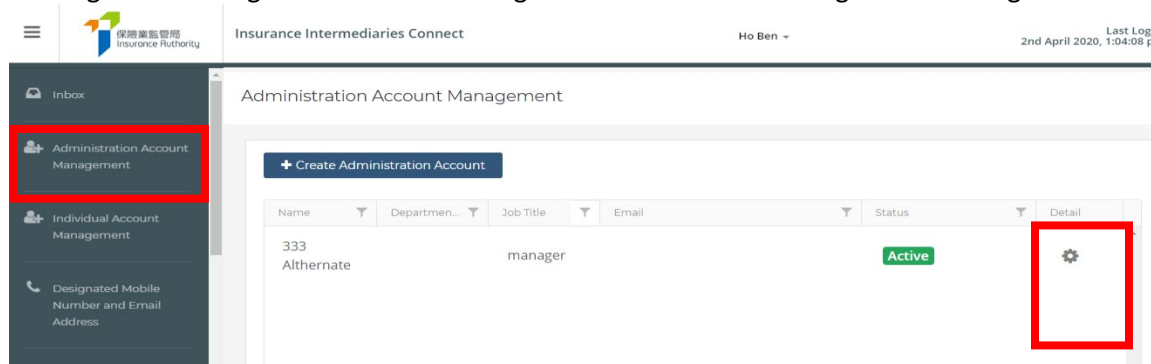 保險業監管局
Insurance Authority
Insurance Intermediaries Connect
Ho Ben
Last Log
2nd April 2020, 1:04:08 p
Inbox
Administration Account
Management
Individual Account
Management
Designated Mobile
Number and Email
Address
Administration Account Management
+ Create Administration Account
Name Departmen... Job Title Email Status Detail
333
Althernate
manager
Active